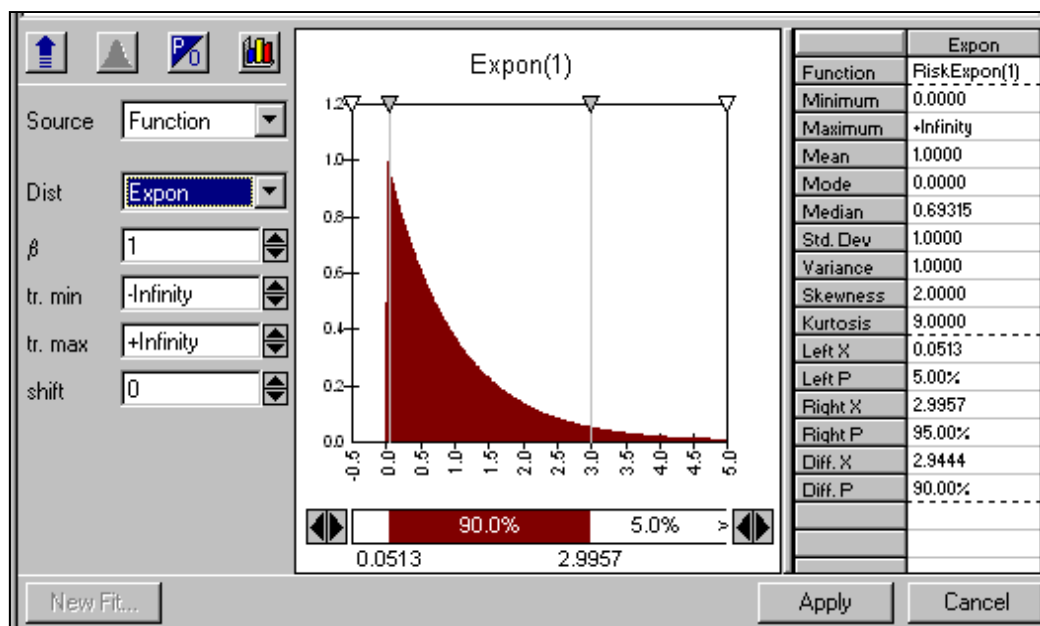 P/O
Source Function
Dist Expon
β 1
tr. min -Infinity
tr. max +Infinity
shift 0
Expon(1)
1.2
1.0
0.8
0.6
0.4
0.2
0.0
-0.5 0.0 0.5 1.0 1.5 2.0 2.5 3.0 3.5 4.0 4.5 5.0
90.0% 5.0% >
0.0513 2.9957
Expon
Function RiskExpon(1)
Minimum 0.0000
Maximum +Infinity
Mean 1.0000
Mode 0.0000
Median 0.69315
Std. Dev 1.0000
Variance 1.0000
Skewness 2.0000
Kurtosis 9.0000
Left X 0.0513
Left P 5.00%
Right X 2.9957
Right P 95.00%
Diff. X 2.9444
Diff. P 90.00%
New Fit...
Apply
Cancel